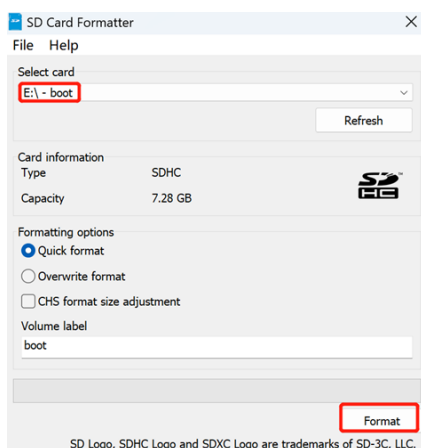 SD Card Formatter
File Help
Select card
E:\ - boot
Refresh
Card information
Type SDHC
Capacity 7.28 GB
SD
HC
Formatting options
Quick format
Overwrite format
CHS format size adjustment
Volume label
boot
Format
SD Logo, SDHC Logo and SDXC Logo are trademarks of SD-3C, LLC.